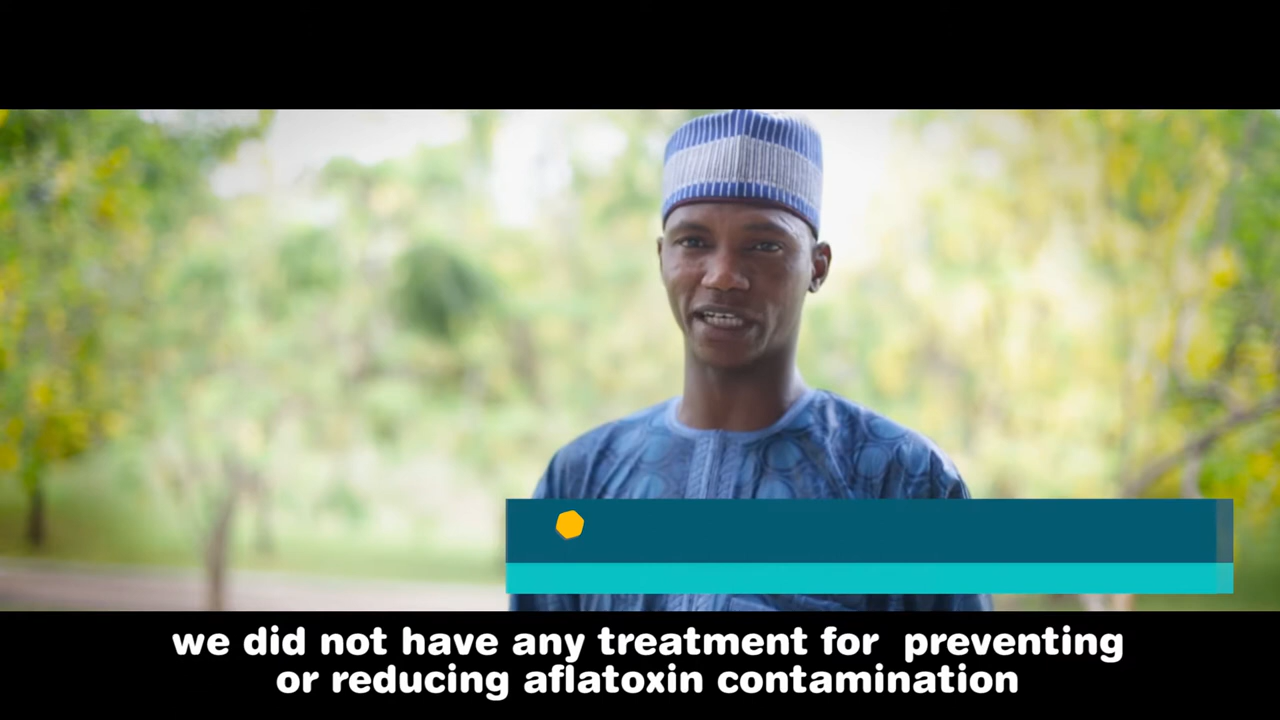 we did not have any treatment for preventing
or reducing aflatoxin contamination